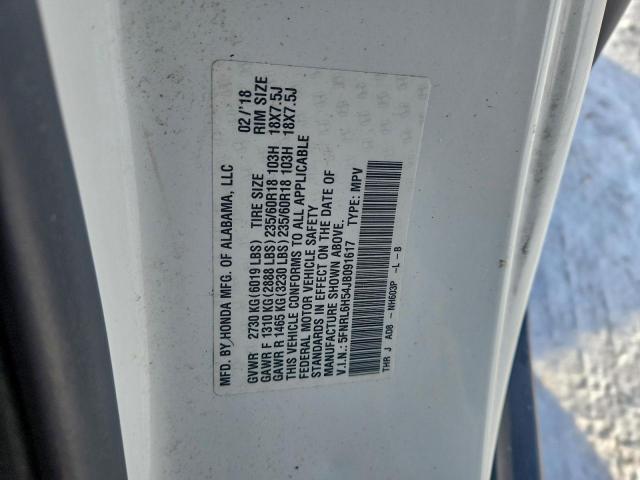 MFD. BY HONDA MFG. OF ALABAMA, LLC 02/'18
GVWR 2730 KG(6019 LBS) TIRE SIZE RIM SIZE
GAWR F 1310 KG(2888 LBS)235/60R18 103H 18X7.5J
GAWR R 1465 KG(3230 LBS)235/60R18 103H 18X7.5J
THIS VEHICLE CONFORMS TO ALL APPLICABLE
FEDERAL MOTOR VEHICLE SAFETY
STANDARDS IN EFFECT ON THE DATE OF
MANUFACTURE SHOWN ABOVE.
V.I.N.: 5FNRL6H54JB091617 TYPE: MPV
THR J A08 -NH603P -L-B